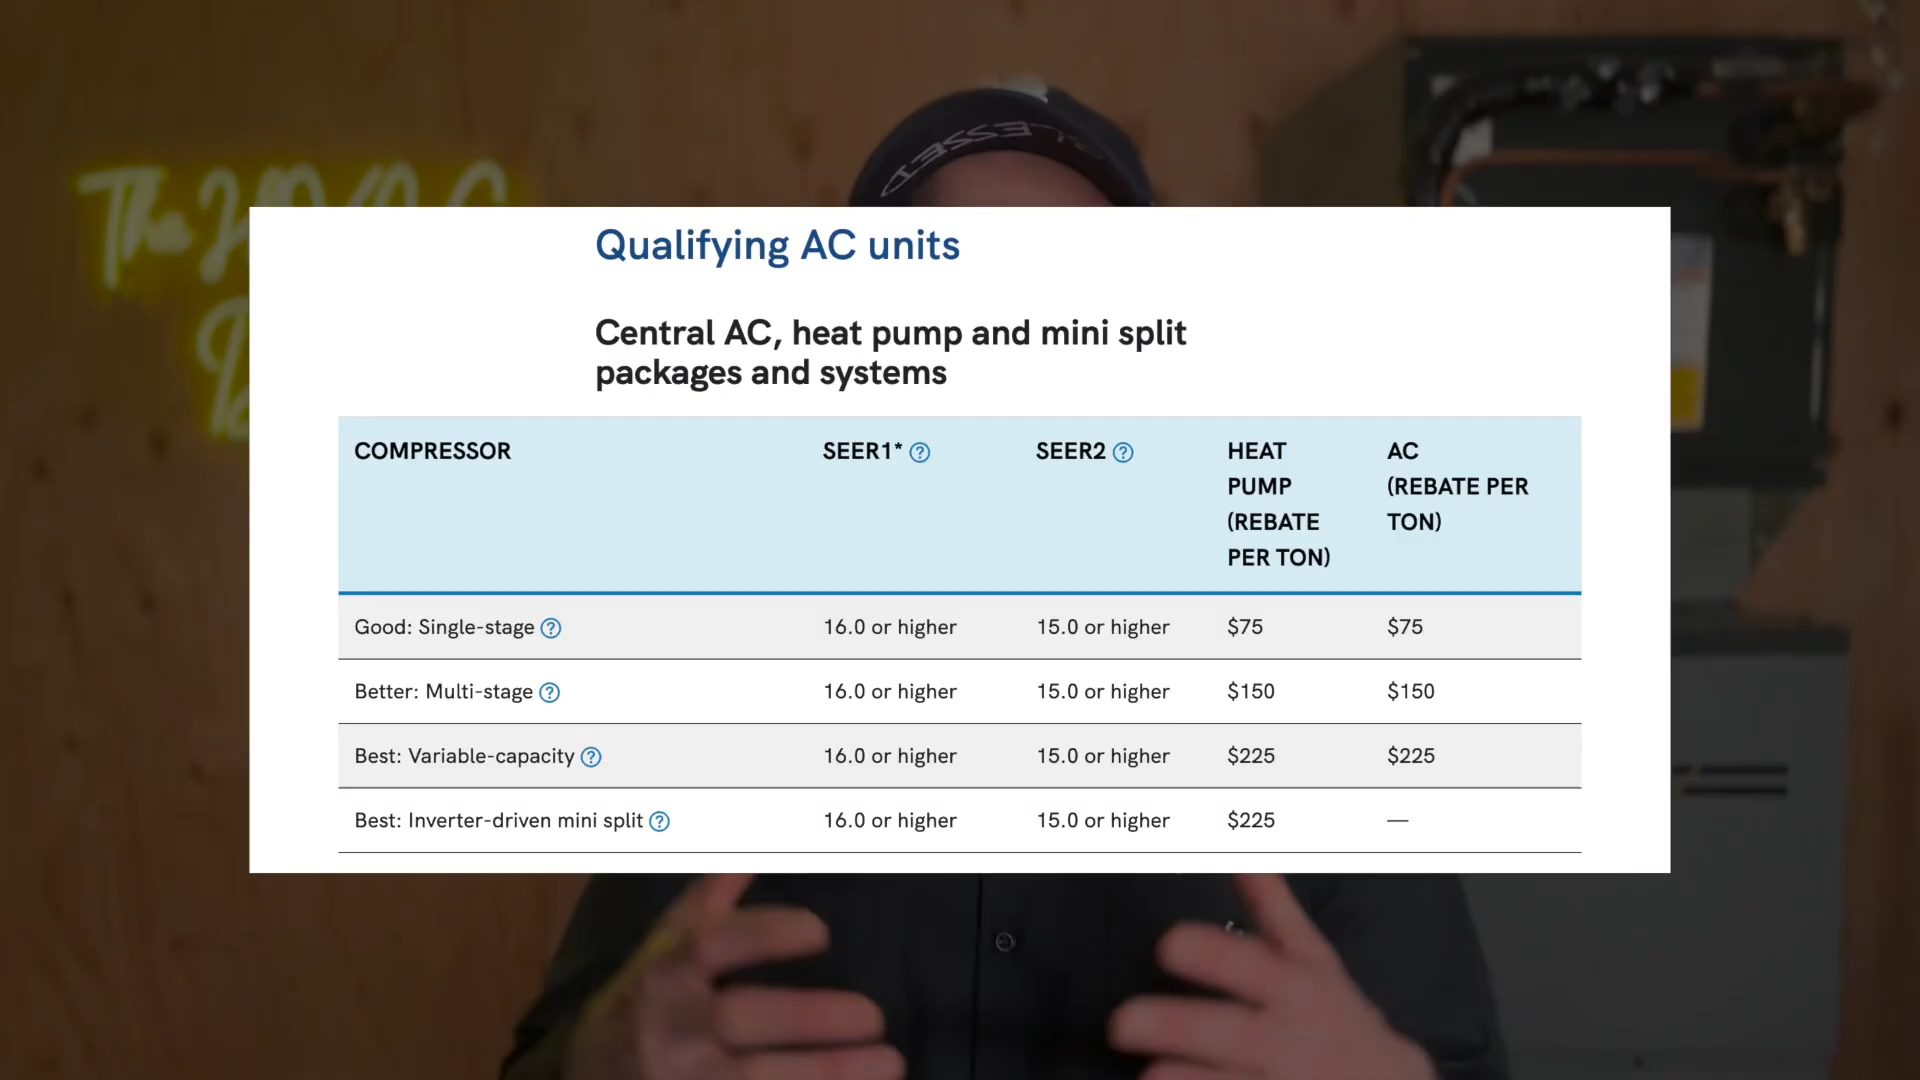 BLESSED
The
Qualifying AC units
Central AC, heat pump and mini split
packages and systems
COMPRESSOR SEER1* ? SEER2 ? HEAT PUMP (REBATE PER TON) AC (REBATE PER TON)
Good: Single-stage ? 16.0 or higher 15.0 or higher $75 $75
Better: Multi-stage ? 16.0 or higher 15.0 or higher $150 $150
Best: Variable-capacity ? 16.0 or higher 15.0 or higher $225 $225
Best: Inverter-driven mini split ? 16.0 or higher 15.0 or higher $225 —